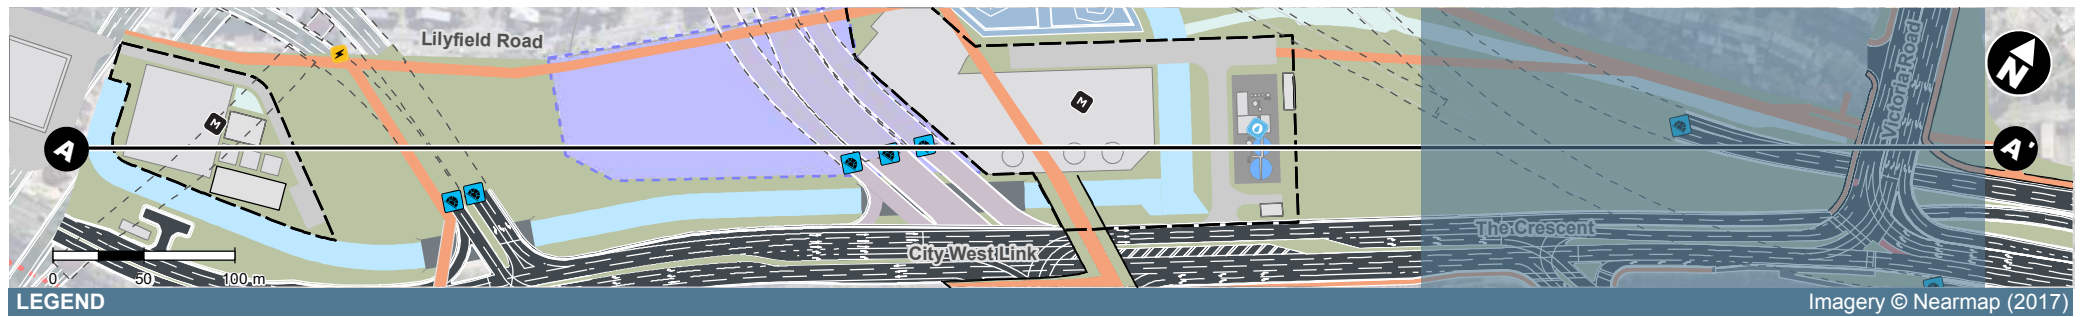 Lilyfield Road
Victoria Road
N
M
M
A
A'
The Crescent
City West Link
0 50 100 m
LEGEND
Imagery © Nearmap (2017)